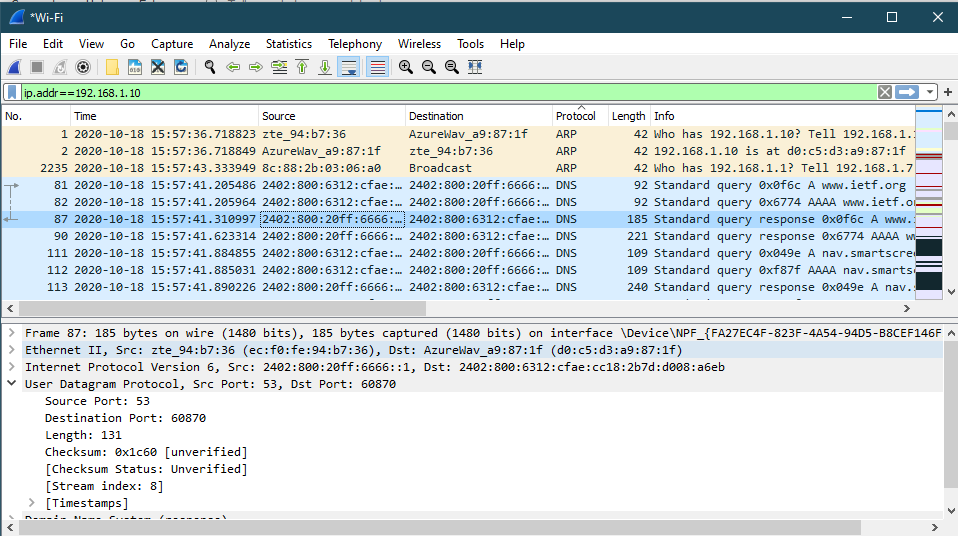 *Wi-Fi
File Edit View Go Capture Analyze Statistics Telephony Wireless Tools Help
ip.addr==192.168.1.10
No. Time Source Destination Protocol Length Info
1 2020-10-18 15:57:36.718823 zte_94:b7:36 AzureWav_a9:87:1f ARP 42 Who has 192.168.1.10? Tell 192.168.1.1
2 2020-10-18 15:57:36.718849 AzureWav_a9:87:1f zte_94:b7:36 ARP 42 192.168.1.10 is at d0:c5:d3:a9:87:1f
2235 2020-10-18 15:57:43.333949 8c:88:2b:03:06:a0 Broadcast ARP 42 Who has 192.168.1.1? Tell 192.168.1.7
81 2020-10-18 15:57:41.205486 2402:800:6312:cfae:… 2402:800:20ff:6666:… DNS 92 Standard query 0x0f6c A www.ietf.org
82 2020-10-18 15:57:41.205964 2402:800:6312:cfae:… 2402:800:20ff:6666:… DNS 92 Standard query 0x6774 AAAA www.ietf.o
87 2020-10-18 15:57:41.310997 2402:800:20ff:6666:… 2402:800:6312:cfae:… DNS 185 Standard query response 0x0f6c A www.
90 2020-10-18 15:57:41.623314 2402:800:20ff:6666:… 2402:800:6312:cfae:… DNS 221 Standard query response 0x6774 AAAA w
111 2020-10-18 15:57:41.884855 2402:800:6312:cfae:… 2402:800:20ff:6666:… DNS 109 Standard query 0x049e A nav.smartscre
112 2020-10-18 15:57:41.885031 2402:800:6312:cfae:… 2402:800:20ff:6666:… DNS 109 Standard query 0xf87f AAAA nav.smarts
113 2020-10-18 15:57:41.890226 2402:800:20ff:6666:… 2402:800:6312:cfae:… DNS 240 Standard query response 0x049e A nav.
Frame 87: 185 bytes on wire (1480 bits), 185 bytes captured (1480 bits) on interface \Device\NPF_{FA27EC4F-823F-4A54-94D5-B8CEF146F
Ethernet II, Src: zte_94:b7:36 (ec:f0:fe:94:b7:36), Dst: AzureWav_a9:87:1f (d0:c5:d3:a9:87:1f)
Internet Protocol Version 6, Src: 2402:800:20ff:6666::1, Dst: 2402:800:6312:cfae:cc18:2b7d:d008:a6eb
User Datagram Protocol, Src Port: 53, Dst Port: 60870
Source Port: 53
Destination Port: 60870
Length: 131
Checksum: 0x1c60 [unverified]
[Checksum Status: Unverified]
[Stream index: 8]
[Timestamps]
Domain Name System (response)